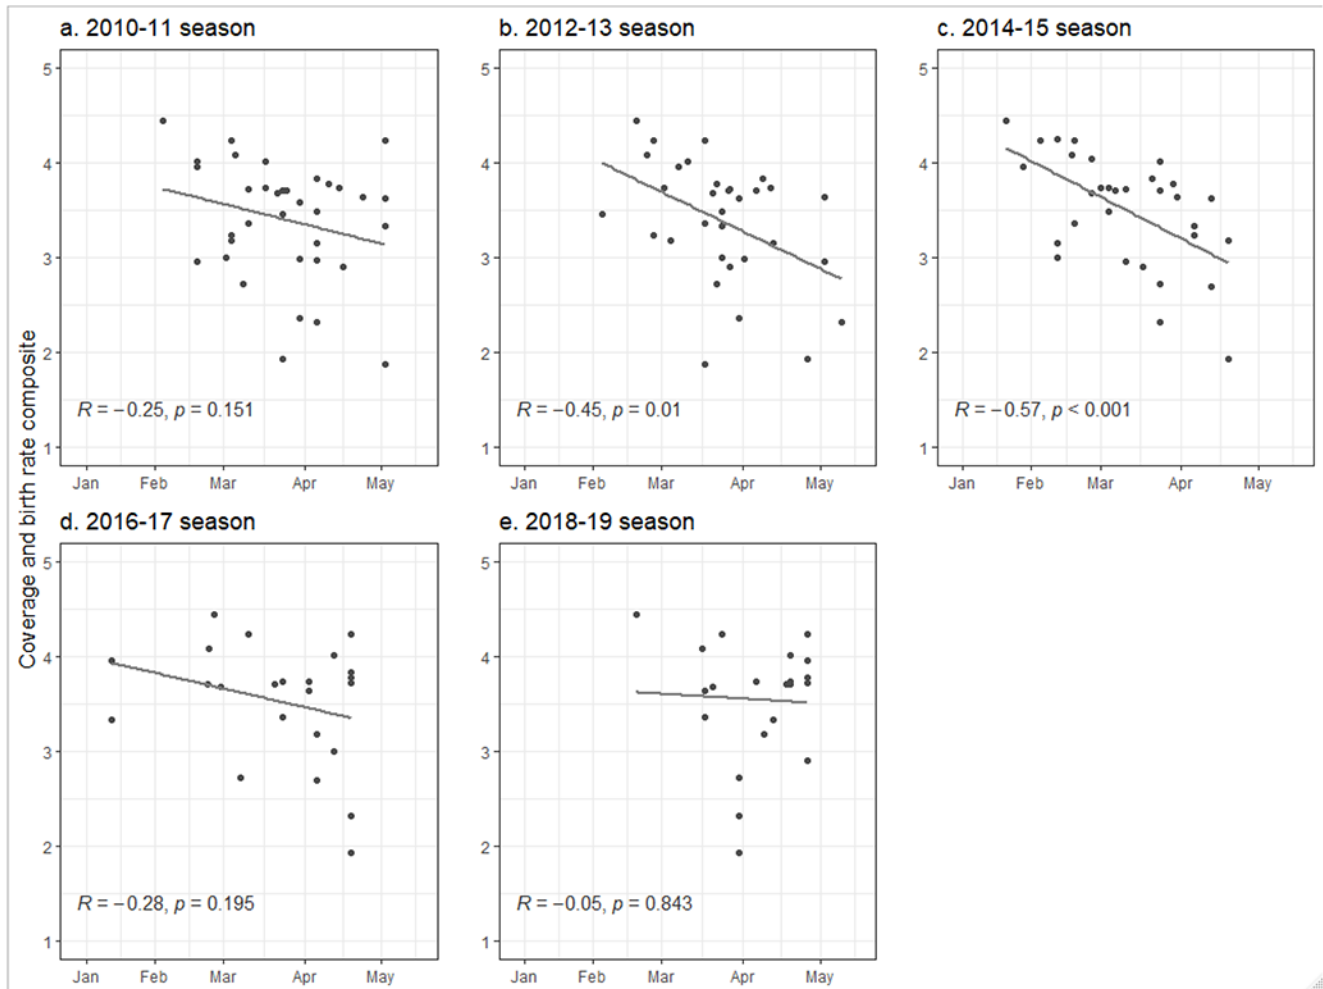 a. 2010-11 season
b. 2012-13 season
c. 2014-15 season
Coverage and birth rate composite
5
4
3
2
1
R = −0.25, p = 0.151
Jan Feb Mar Apr May
5
4
3
2
1
R = −0.45, p = 0.01
Jan Feb Mar Apr May
5
4
3
2
1
R = −0.57, p < 0.001
Jan Feb Mar Apr May
d. 2016-17 season
e. 2018-19 season
5
4
3
2
1
R = −0.28, p = 0.195
Jan Feb Mar Apr May
5
4
3
2
1
R = −0.05, p = 0.843
Jan Feb Mar Apr May